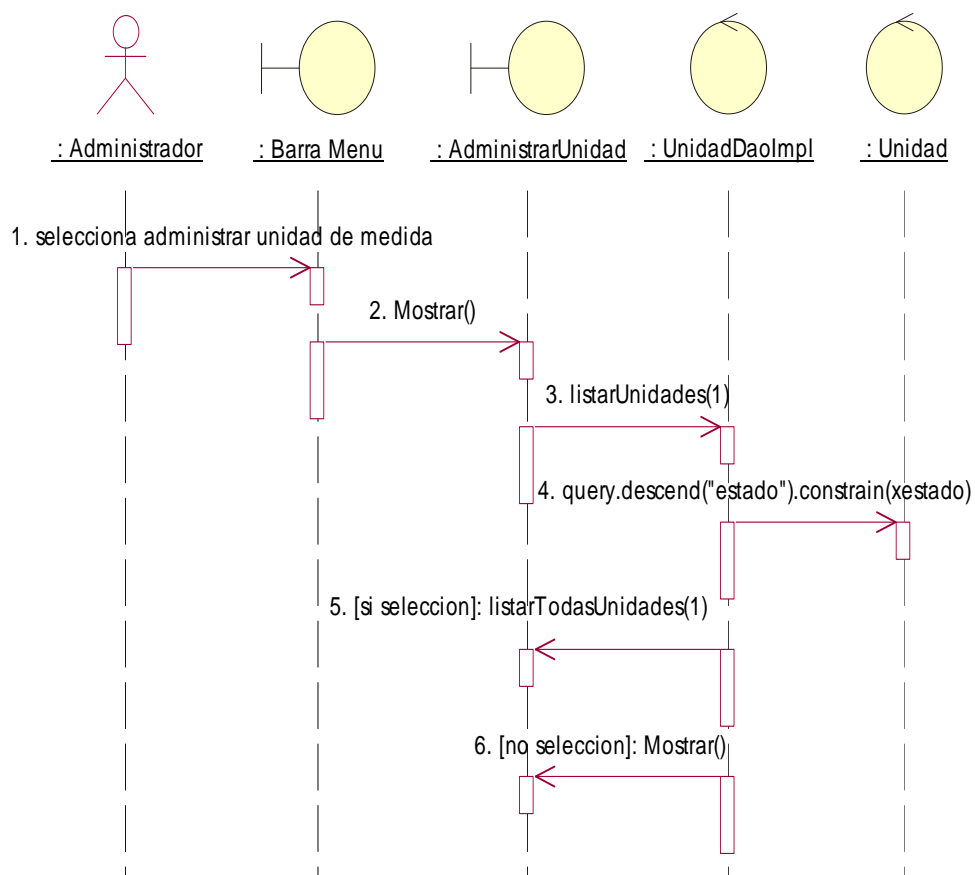 : Administrador
: Barra Menu
: AdministrarUnidad
: UnidadDaoImpl
: Unidad
1. selecciona administrar unidad de medida
2. Mostrar()
3. listarUnidades(1)
4. query.descend("estado").constrain(xestado)
5. [si seleccion]: listarTodasUnidades(1)
6. [no seleccion]: Mostrar()